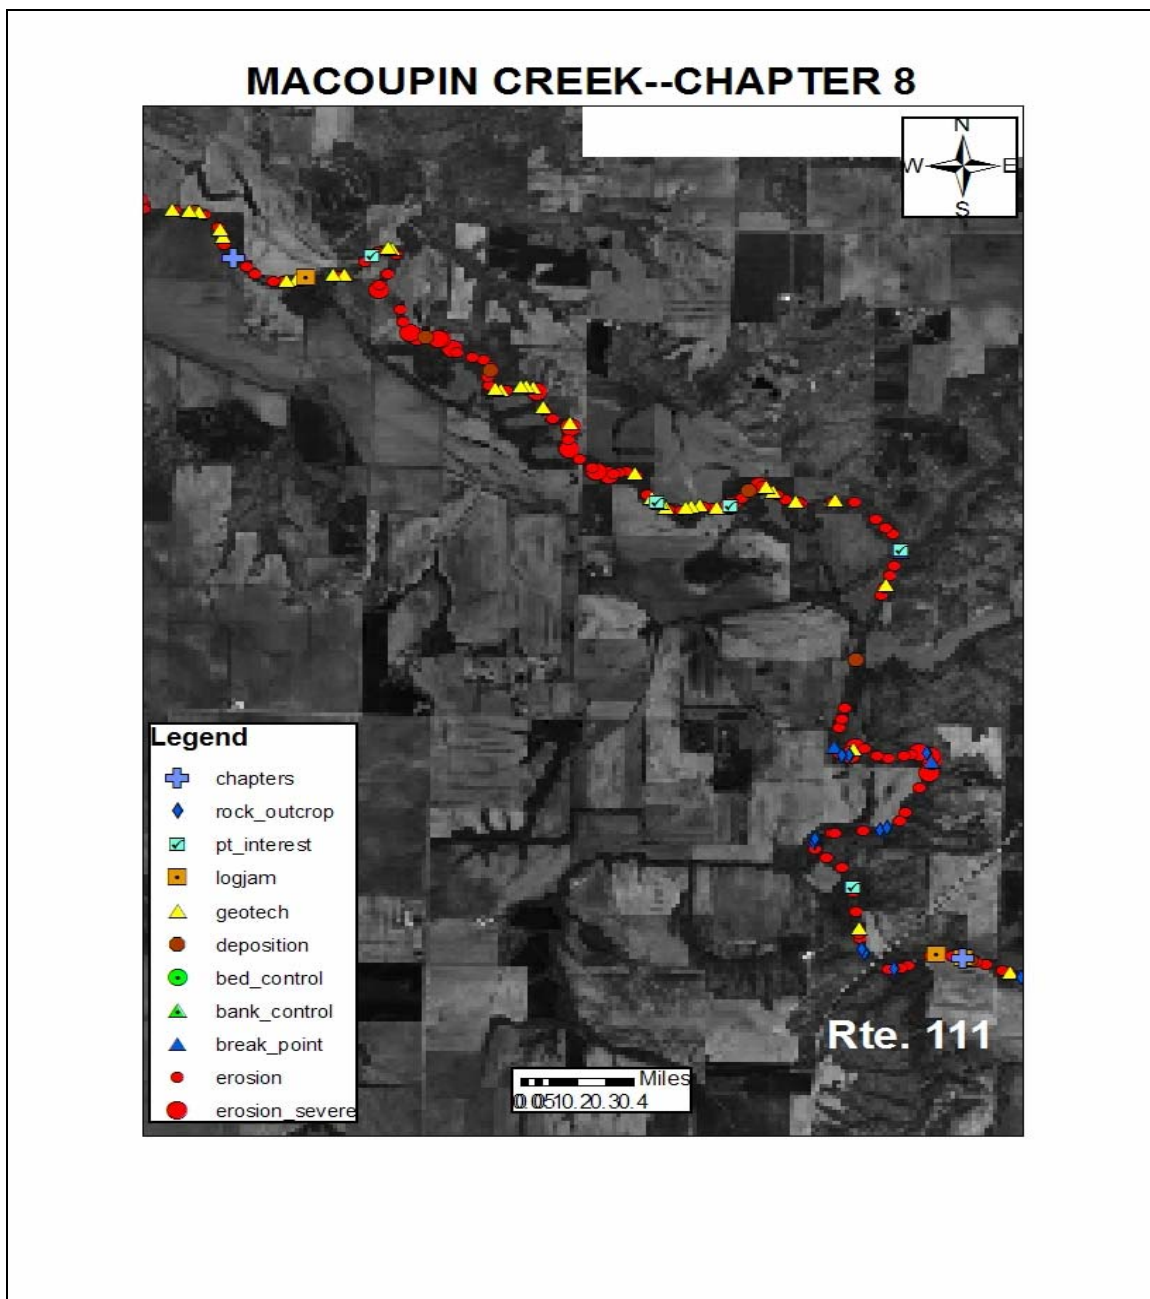 MACOUPIN CREEK--CHAPTER 8
N
W E
S
Legend
chapters
rock_outcrop
pt_interest
logjam
geotech
deposition
bed_control
bank_control
break_point
erosion
erosion_severe
Rte. 111
Miles